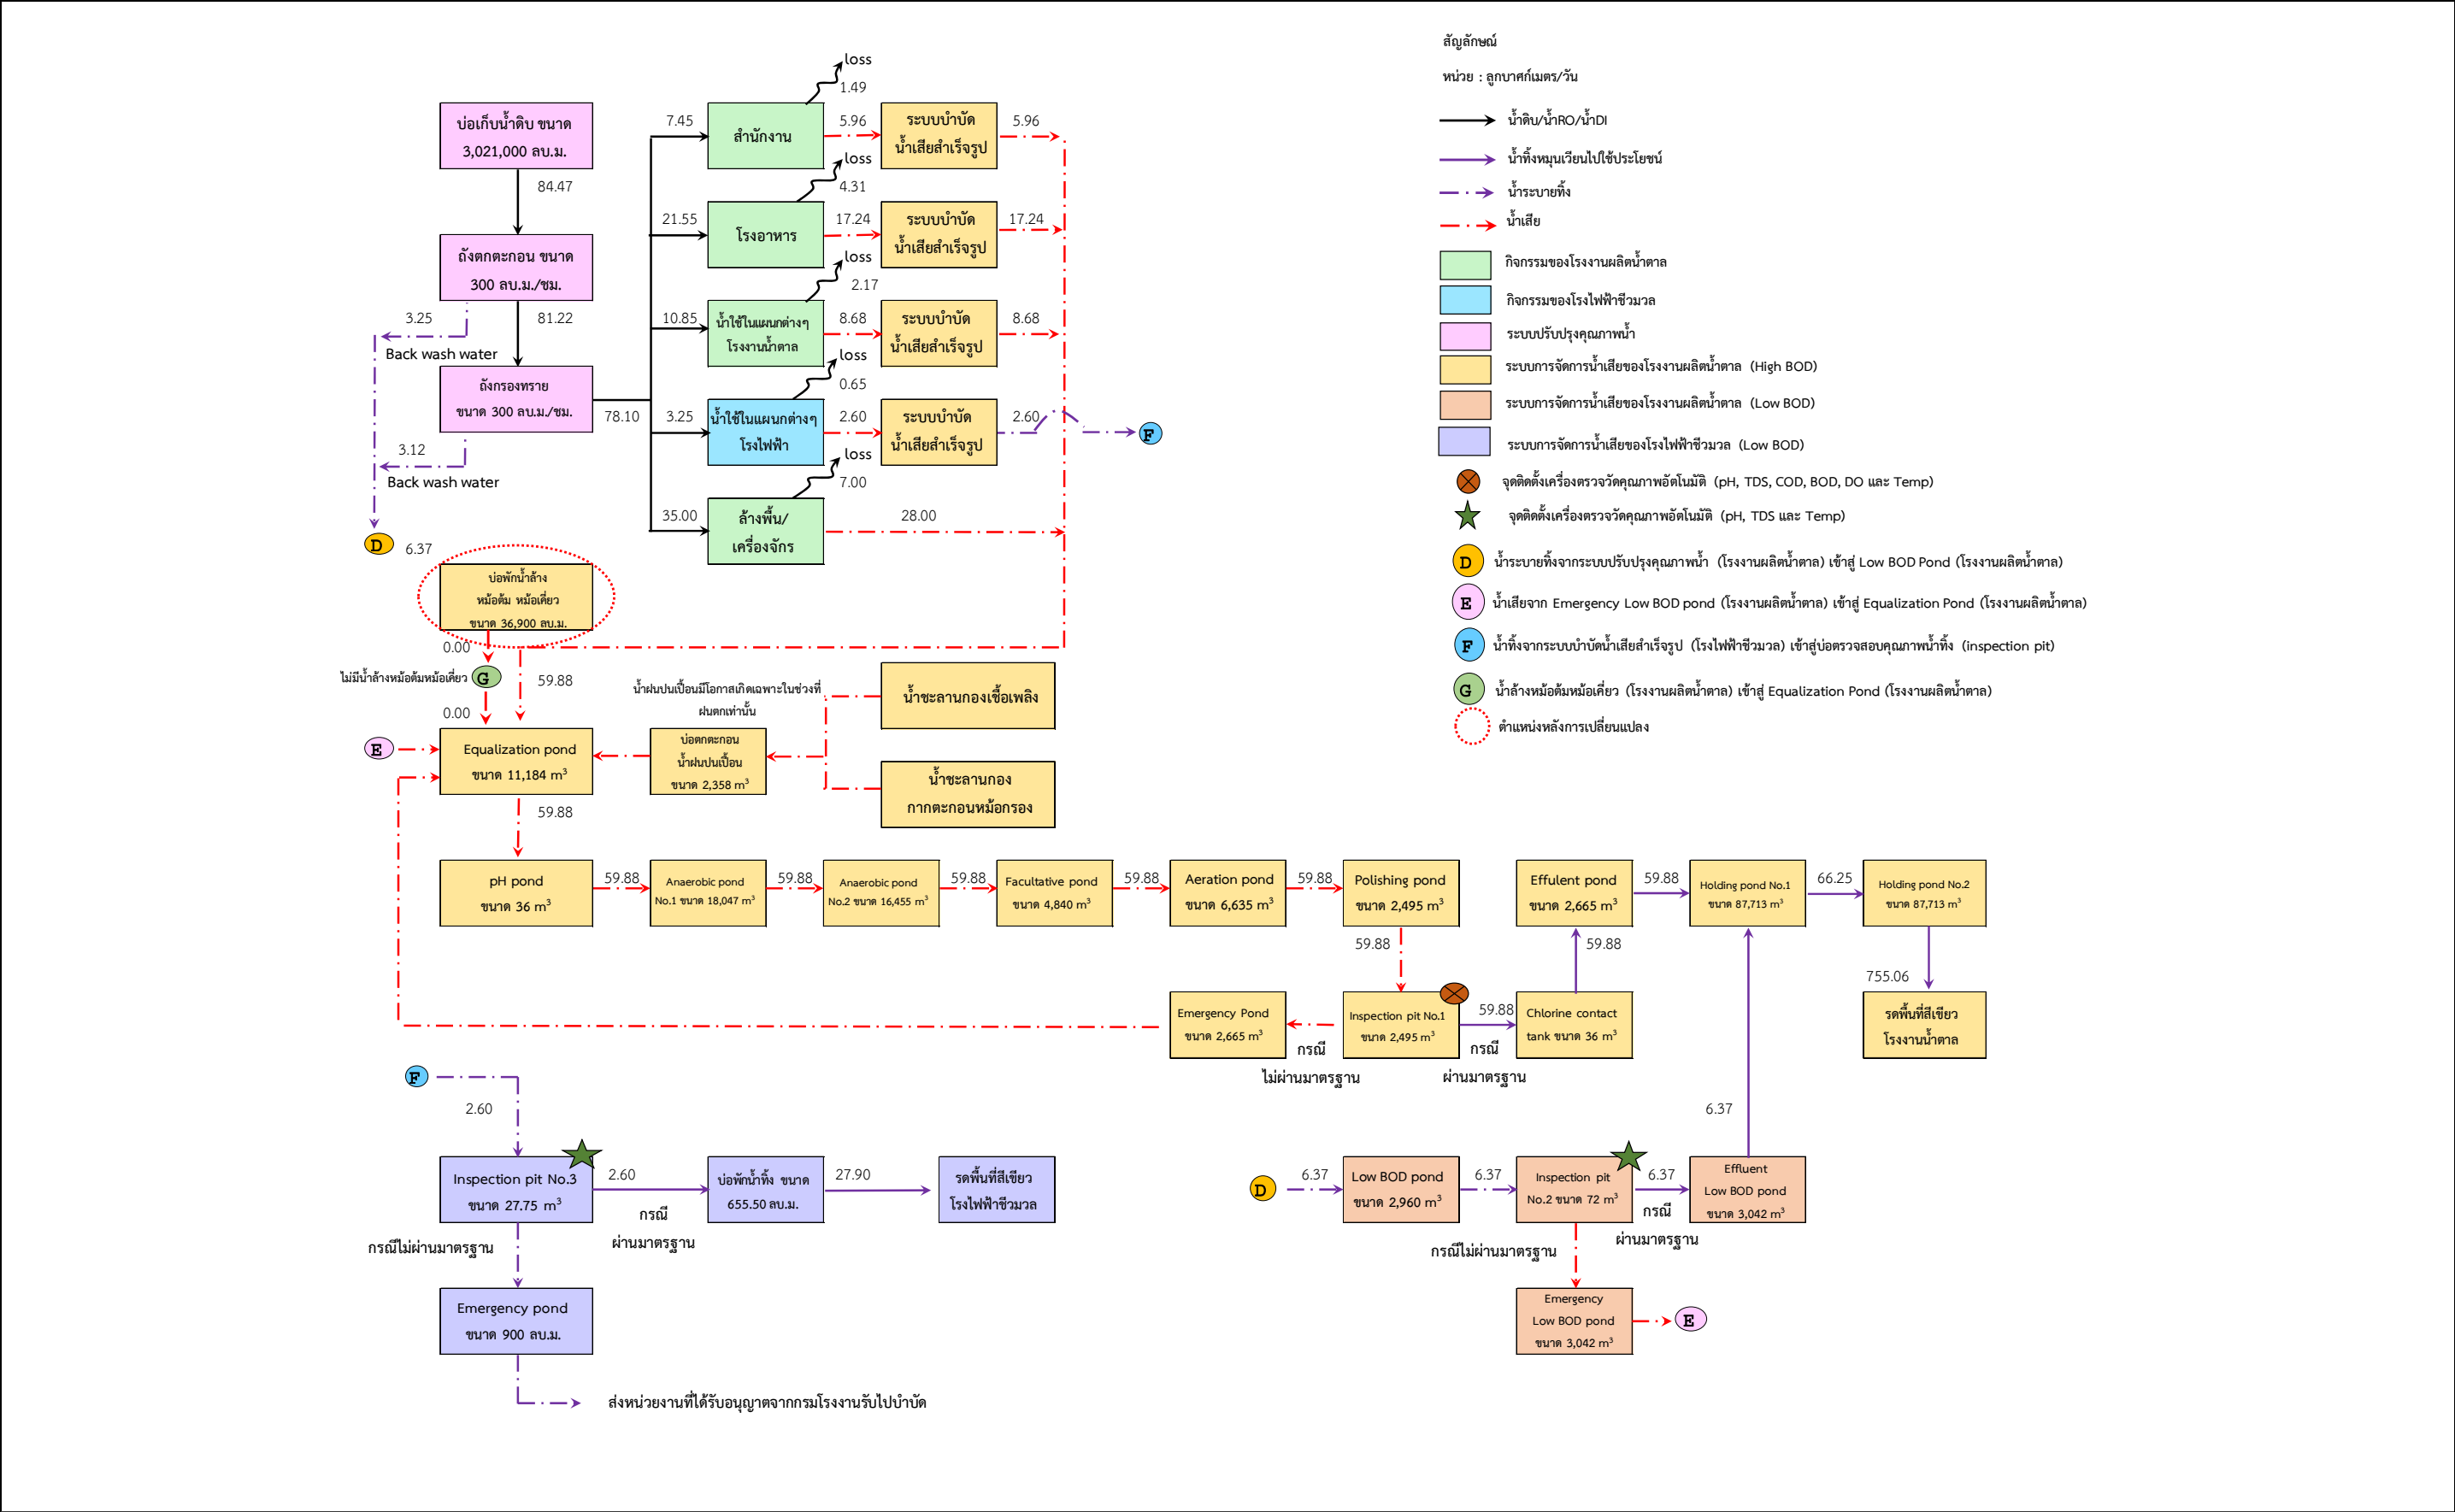 บ่อเก็บน้ำดิบ ขนาด
3,021,000 ลบ.ม.
84.47
ถังตกตะกอน ขนาด
300 ลบ.ม./ชม.
3.25
Back wash water
81.22
ถังกรองทราย
ขนาด 300 ลบ.ม./ชม.
78.10
3.12
Back wash water
D
6.37
7.45
สำนักงาน
loss
1.49
5.96
ระบบบำบัด
น้ำเสียสำเร็จรูป
5.96
21.55
โรงอาหาร
loss
4.31
17.24
ระบบบำบัด
น้ำเสียสำเร็จรูป
17.24
10.85
น้ำใช้ในแผนกต่างๆ
โรงงานน้ำตาล
loss
2.17
8.68
ระบบบำบัด
น้ำเสียสำเร็จรูป
8.68
3.25
น้ำใช้ในแผนกต่างๆ
โรงไฟฟ้า
loss
0.65
2.60
ระบบบำบัด
น้ำเสียสำเร็จรูป
2.60
F
35.00
ล้างพื้น/
เครื่องจักร
loss
7.00
28.00
บ่อพักน้ำล้าง
หม้อต้ม หม้อเคี่ยว
ขนาด 36,900 ลบ.ม.
0.00
ไม่มีน้ำล้างหม้อต้มหม้อเคี่ยว
G
0.00
59.88
น้ำฝนปนเปื้อนมีโอกาสเกิดเฉพาะในช่วงที่
ฝนตกเท่านั้น
น้ำชะลานกองเชื้อเพลิง
E
Equalization pond
ขนาด 11,184 m³
บ่อตกตะกอน
น้ำฝนปนเปื้อน
ขนาด 2,358 m³
น้ำชะลานกอง
กากตะกอนหม้อกรอง
59.88
pH pond
ขนาด 36 m³
59.88
Anaerobic pond
No.1 ขนาด 18,047 m³
59.88
Anaerobic pond
No.2 ขนาด 16,455 m³
59.88
Facultative pond
ขนาด 4,840 m³
59.88
Aeration pond
ขนาด 6,635 m³
59.88
Polishing pond
ขนาด 2,495 m³
Effulent pond
ขนาด 2,665 m³
59.88
Holding pond No.1
ขนาด 87,713 m³
66.25
Holding pond No.2
ขนาด 87,713 m³
59.88
59.88
755.06
Emergency Pond
ขนาด 2,665 m³
กรณี
ไม่ผ่านมาตรฐาน
Inspection pit No.1
ขนาด 2,495 m³
59.88
กรณี
ผ่านมาตรฐาน
Chlorine contact
tank ขนาด 36 m³
รดพื้นที่สีเขียว
โรงงานน้ำตาล
F
2.60
6.37
Inspection pit No.3
ขนาด 27.75 m³
2.60
กรณี
ผ่านมาตรฐาน
บ่อพักน้ำทิ้ง ขนาด
655.50 ลบ.ม.
27.90
รดพื้นที่สีเขียว
โรงไฟฟ้าชีวมวล
กรณีไม่ผ่านมาตรฐาน
Emergency pond
ขนาด 900 ลบ.ม.
ส่งหน่วยงานที่ได้รับอนุญาตจากกรมโรงงานรับไปบำบัด
D
6.37
Low BOD pond
ขนาด 2,960 m³
6.37
Inspection pit
No.2 ขนาด 72 m³
6.37
กรณี
ผ่านมาตรฐาน
Effluent
Low BOD pond
ขนาด 3,042 m³
กรณีไม่ผ่านมาตรฐาน
Emergency
Low BOD pond
ขนาด 3,042 m³
E
สัญลักษณ์
หน่วย : ลูกบาศก์เมตร/วัน
น้ำดิบ/น้ำRO/น้ำDI
น้ำทิ้งหมุนเวียนไปใช้ประโยชน์
น้ำระบายทิ้ง
น้ำเสีย
กิจกรรมของโรงงานผลิตน้ำตาล
กิจกรรมของโรงไฟฟ้าชีวมวล
ระบบปรับปรุงคุณภาพน้ำ
ระบบการจัดการน้ำเสียของโรงงานผลิตน้ำตาล (High BOD)
ระบบการจัดการน้ำเสียของโรงงานผลิตน้ำตาล (Low BOD)
ระบบการจัดการน้ำเสียของโรงไฟฟ้าชีวมวล (Low BOD)
จุดติดตั้งเครื่องตรวจวัดคุณภาพอัตโนมัติ (pH, TDS, COD, BOD, DO และ Temp)
จุดติดตั้งเครื่องตรวจวัดคุณภาพอัตโนมัติ (pH, TDS และ Temp)
D น้ำระบายทิ้งจากระบบปรับปรุงคุณภาพน้ำ (โรงงานผลิตน้ำตาล) เข้าสู่ Low BOD Pond (โรงงานผลิตน้ำตาล)
E น้ำเสียจาก Emergency Low BOD pond (โรงงานผลิตน้ำตาล) เข้าสู่ Equalization Pond (โรงงานผลิตน้ำตาล)
F น้ำทิ้งจากระบบบำบัดน้ำเสียสำเร็จรูป (โรงไฟฟ้าชีวมวล) เข้าสู่บ่อตรวจสอบคุณภาพน้ำทิ้ง (inspection pit)
G น้ำล้างหม้อต้มหม้อเคี่ยว (โรงงานผลิตน้ำตาล) เข้าสู่ Equalization Pond (โรงงานผลิตน้ำตาล)
ตำแหน่งหลังการเปลี่ยนแปลง